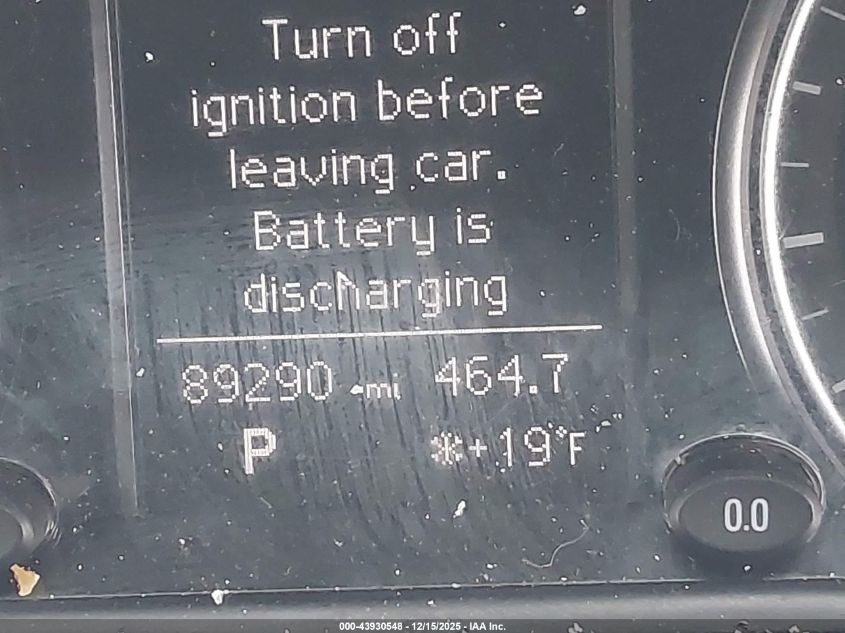 Turn off
ignition before
leaving car.
Battery is
discharging
89290 mi 464.7
P *+19°F
0.0
000-43930548 - 12/15/2025 - IAA Inc.